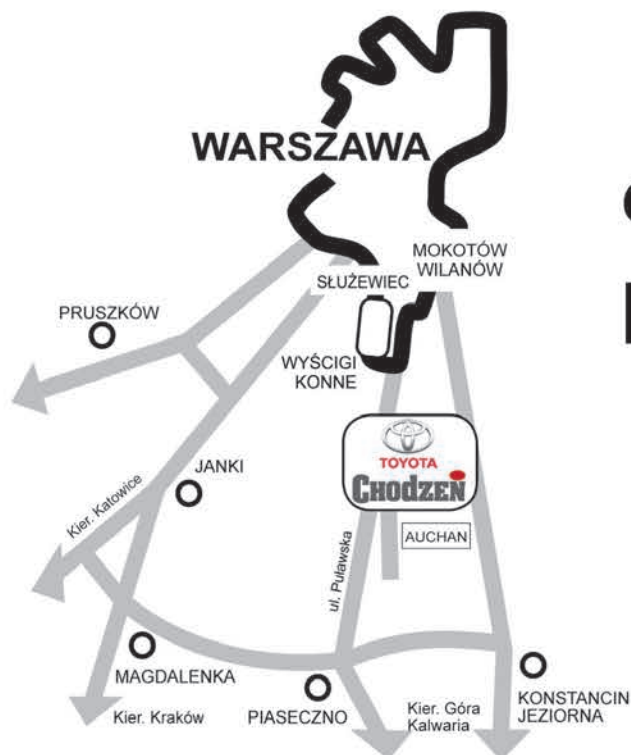 WARSZAWA
MOKOTÓW
WILANÓW
SŁUŻEWIEC
PRUSZKÓW
WYŚCIGI
KONNE
TOYOTA
CHODZEŃ
JANKI
Kier. Katowice
AUCHAN
ul. Puławska
MAGDALENKA
KONSTANCIN
JEZIORNA
Kier. Kraków
PIASECZNO
Kier. Góra
Kalwaria